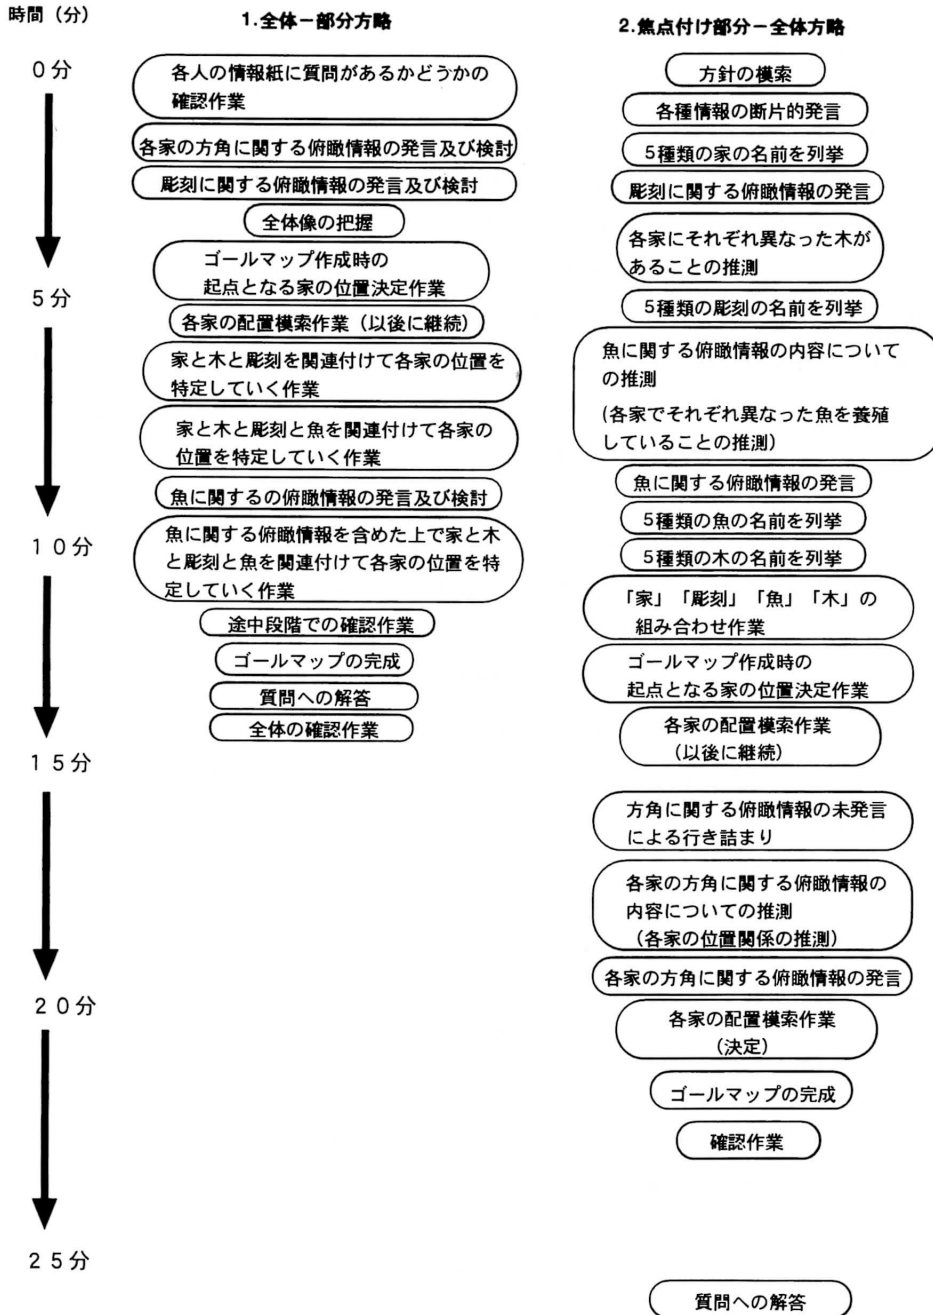 時間（分）
1.全体－部分方略
2.焦点付け部分－全体方略
0分
5分
10分
15分
20分
25分
各人の情報紙に質問があるかどうかの
確認作業
各家の方角に関する俯瞰情報の発言及び検討
彫刻に関する俯瞰情報の発言及び検討
全体像の把握
ゴールマップ作成時の
起点となる家の位置決定作業
各家の配置模索作業（以後に継続）
家と木と彫刻を関連付けて各家の位置を
特定していく作業
家と木と彫刻と魚を関連付けて各家の
位置を特定していく作業
魚に関するの俯瞰情報の発言及び検討
魚に関する俯瞰情報を含めた上で家と木
と彫刻と魚を関連付けて各家の位置を特
定していく作業
途中段階での確認作業
ゴールマップの完成
質問への解答
全体の確認作業
方針の模索
各種情報の断片的発言
5種類の家の名前を列挙
彫刻に関する俯瞰情報の発言
各家にそれぞれ異なった木が
あることの推測
5種類の彫刻の名前を列挙
魚に関する俯瞰情報の内容について
の推測
(各家でそれぞれ異なった魚を養殖
していることの推測）
魚に関する俯瞰情報の発言
5種類の魚の名前を列挙
5種類の木の名前を列挙
「家」「彫刻」「魚」「木」の
組み合わせ作業
ゴールマップ作成時の
起点となる家の位置決定作業
各家の配置模索作業
（以後に継続）
方角に関する俯瞰情報の未発言
による行き詰まり
各家の方角に関する俯瞰情報の
内容についての推測
（各家の位置関係の推測）
各家の方角に関する俯瞰情報の発言
各家の配置模索作業
（決定）
ゴールマップの完成
確認作業
質問への解答